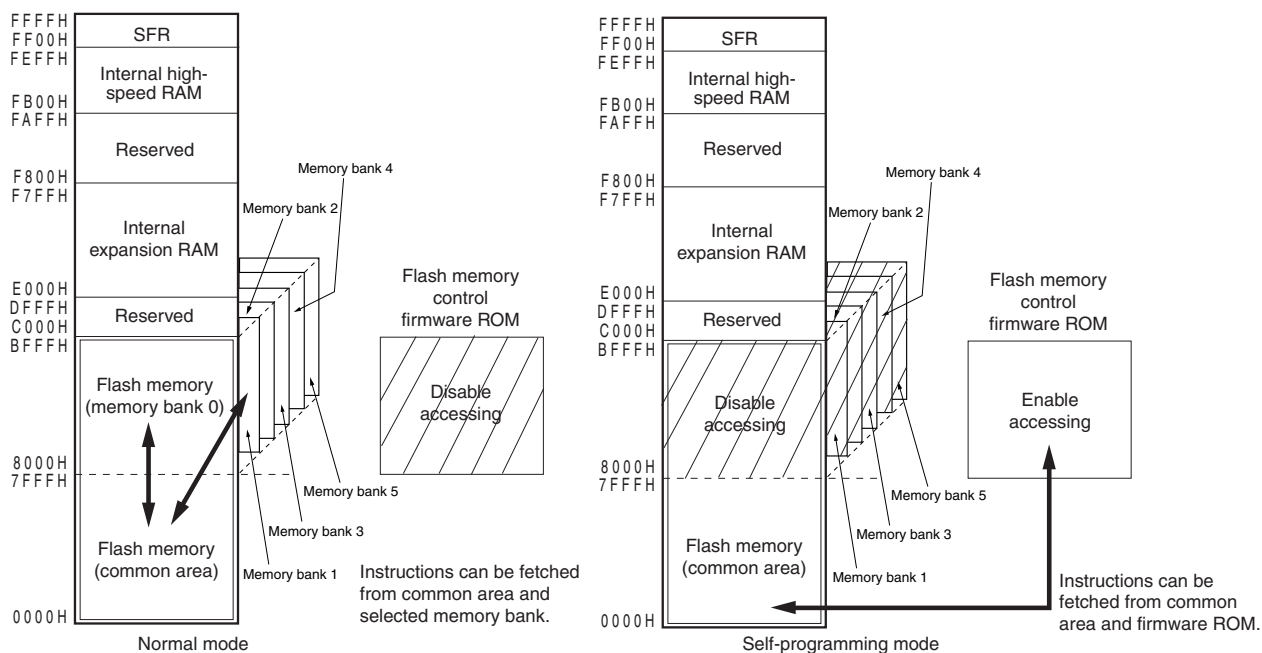 FFFFH
FF00H
FEFFH
FB00H
FAFFH
F800H
F7FFH
E000H
DFFFH
C000H
BFFFH
8000H
7FFFH
0000H
SFR
Internal high-
speed RAM
Reserved
Internal
expansion RAM
Reserved
Flash memory
(memory bank 0)
Flash memory
(common area)
Memory bank 4
Memory bank 2
Memory bank 5
Memory bank 3
Memory bank 1
Flash memory
control
firmware ROM
Disable
accessing
Instructions can be fetched
from common area and
selected memory bank.
Normal mode
FFFFH
FF00H
FEFFH
FB00H
FAFFH
F800H
F7FFH
E000H
DFFFH
C000H
BFFFH
8000H
7FFFH
0000H
SFR
Internal high-
speed RAM
Reserved
Internal
expansion RAM
Reserved
Disable
accessing
Flash memory
(common area)
Memory bank 4
Memory bank 2
Memory bank 5
Memory bank 3
Memory bank 1
Flash memory
control
firmware ROM
Enable
accessing
Instructions can be
fetched from common
area and firmware ROM.
Self-programming mode